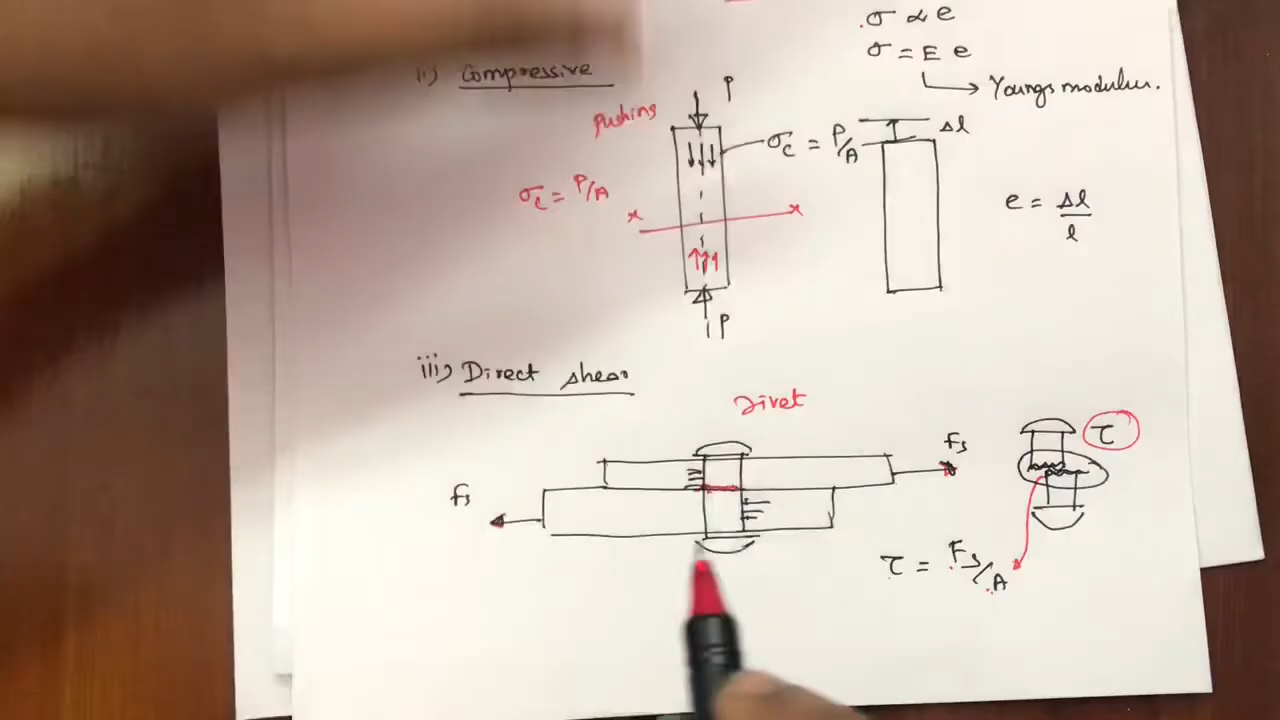 σ ∝ e
σ = E e
Youngs modulus.
ii) Compressive
P
pushing
σc = P/A
Δl
σc = P/A
e = Δl/l
P
iii) Direct shear
rivet
τ
Fs
fs
τ = Fs/A